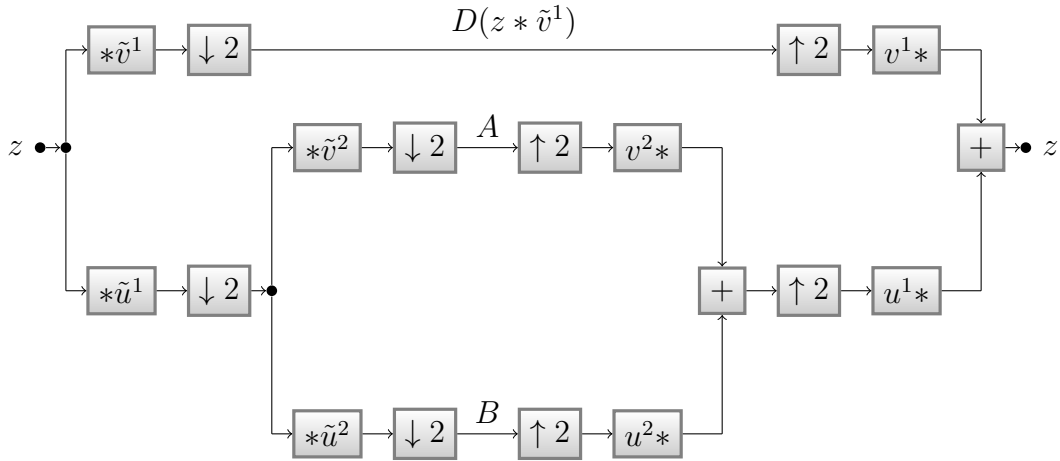 D(z ∗ ṽ¹)
∗ṽ¹ ↓ 2 ↑ 2 v¹∗
z ∗ṽ² ↓ 2 A ↑ 2 v²∗ + z
∗ũ¹ ↓ 2 + ↑ 2 u¹∗
∗ũ² ↓ 2 B ↑ 2 u²∗